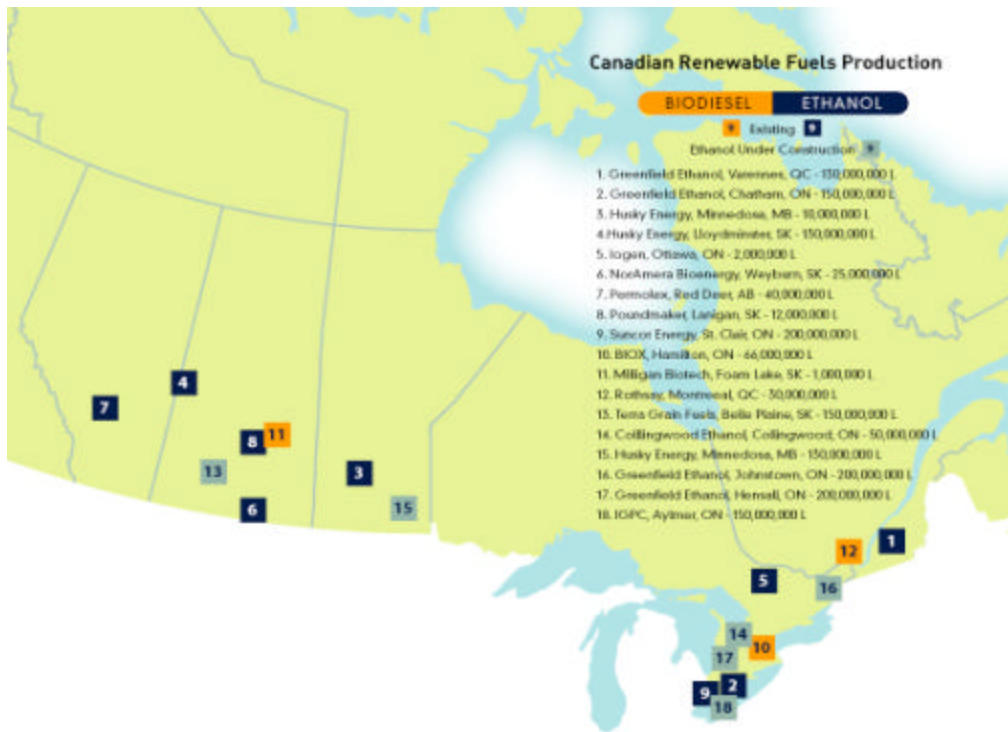 Canadian Renewable Fuels Production
BIODIESEL ETHANOL
9 Existing 9
Ethanol Under Construction 9
1. Greenfield Ethanol, Varennes, QC - 130,000,000 L
2. Greenfield Ethanol, Chatham, ON - 150,000,000 L
3. Husky Energy, Minnedosa, MB - 10,000,000 L
4.Husky Energy, Lloydminster, SK - 130,000,000 L
5. Iogen, Ottawa, ON - 2,000,000 L
6. NorAmera Bioenergy, Weyburn, SK - 25,000,000 L
7. Permolex, Red Deer, AB - 40,000,000 L
8. Poundmaker, Lanigan, SK - 12,000,000 L
9. Suncor Energy, St. Clair, ON - 200,000,000 L
10. BIOX, Hamilton, ON - 66,000,000 L
11. Milligan Biotech, Foam Lake, SK - 1,000,000 L
12. Rothsay, Montreal, QC - 30,000,000 L
13. Terra Grain Fuels, Belle Plaine, SK - 150,000,000 L
14. Collingwood Ethanol, Collingwood, ON - 50,000,000 L
15. Husky Energy, Minnedosa, MB - 130,000,000 L
16. Greenfield Ethanol, Johnstown, ON - 200,000,000 L
17. Greenfield Ethanol, Hensall, ON - 200,000,000 L
18. IGPC, Aylmer, ON - 150,000,000 L
4
7
8 11
13
3
6
15
1
12
5
16
14
10
17
2
9
18